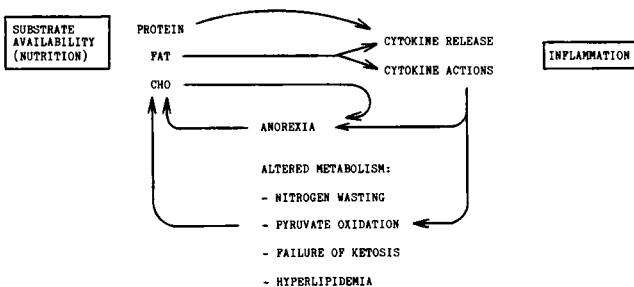 SUBSTRATE
AVAILABILITY
(NUTRITION)
PROTEIN
FAT
CHO
CYTOKINE RELEASE
CYTOKINE ACTIONS
INFLAMMATION
ANOREXIA
ALTERED METABOLISM:
- NITROGEN WASTING
- PYRUVATE OXIDATION
- FAILURE OF KETOSIS
- HYPERLIPIDEMIA